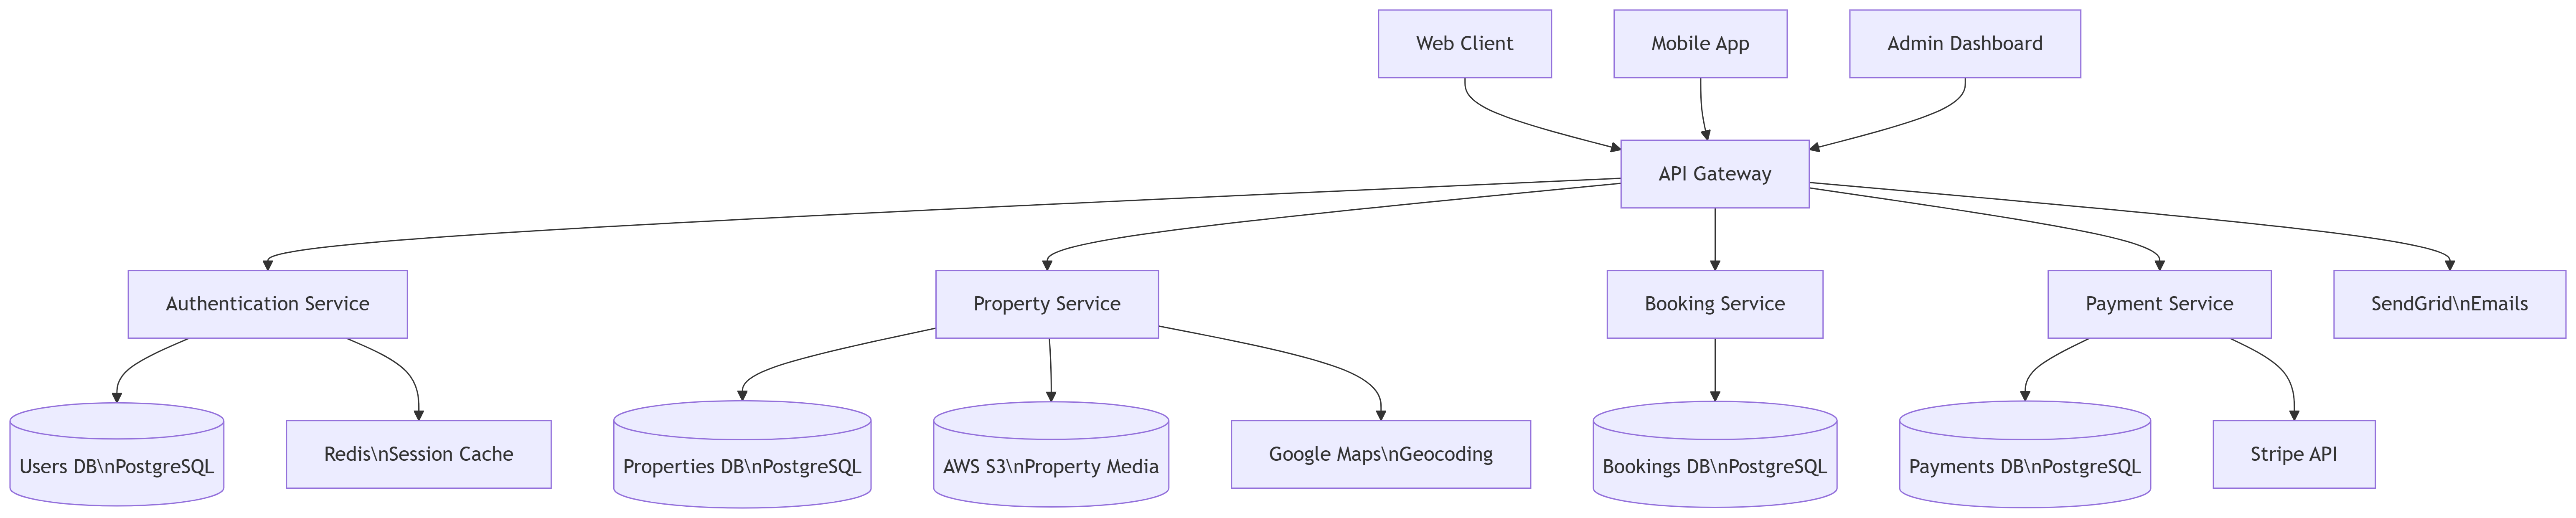 Web Client
Mobile App
Admin Dashboard
API Gateway
Authentication Service
Property Service
Booking Service
Payment Service
SendGrid\nEmails
Users DB\nPostgreSQL
Redis\nSession Cache
Properties DB\nPostgreSQL
AWS S3\nProperty Media
Google Maps\nGeocoding
Bookings DB\nPostgreSQL
Payments DB\nPostgreSQL
Stripe API